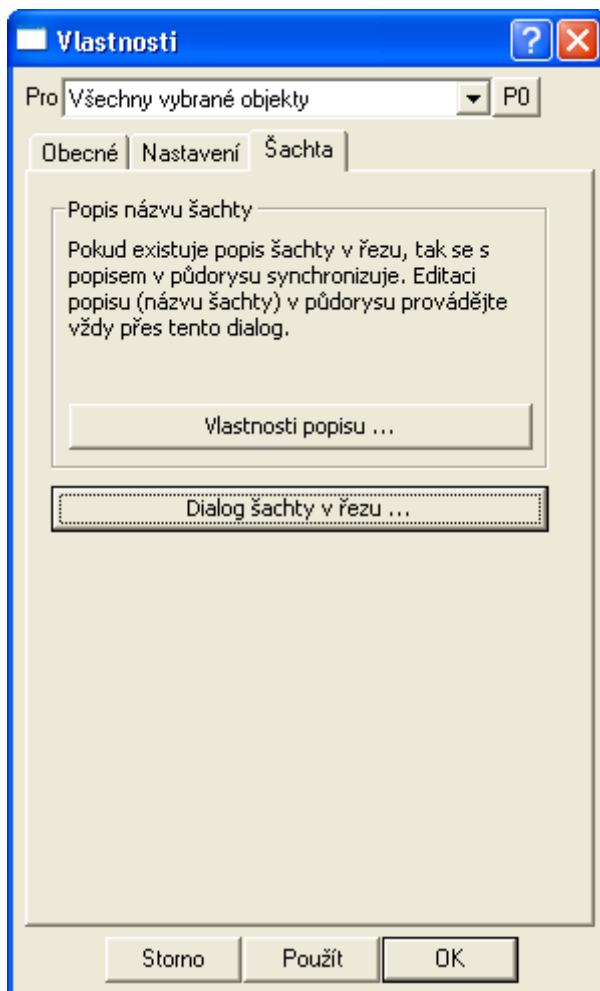 Vlastnosti
Pro Všechny vybrané objekty P0
Obecné Nastavení Šachta
Popis názvu šachty
Pokud existuje popis šachty v řezu, tak se s
popisem v půdorysu synchronizuje. Editaci
popisu (názvu šachty) v půdorysu provádějte
vždy přes tento dialog.
Vlastnosti popisu ...
Dialog šachty v řezu ...
Storno Použít OK